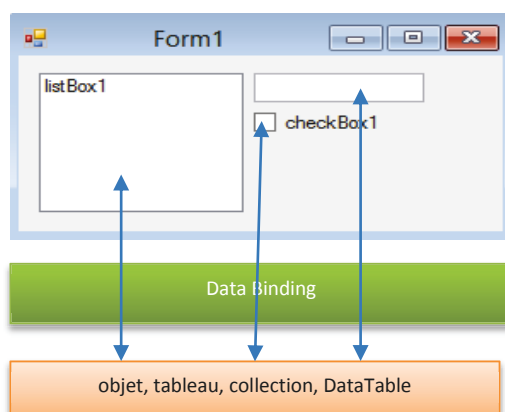 Form1
listBox1
checkBox1
Data Binding
objet, tableau, collection, DataTable